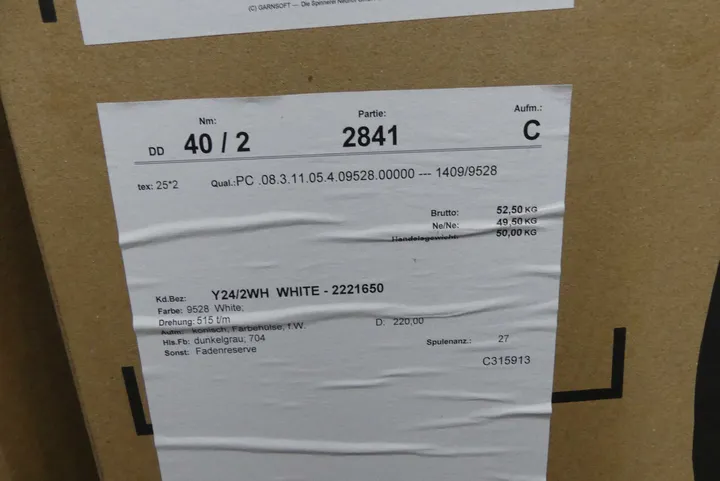 (C) GARNSOFT — Die Spinnerei
Nm: Partie: Aufm.:
DD 40 / 2 2841 C
tex: 25*2 Qual.:PC .08.3.11.05.4.09528.00000 --- 1409/9528
Brutto: 52,50 KG
Ne/Ne: 49,50 KG
Handelsgewicht: 50,00 KG
Kd.Bez: Y24/2WH WHITE - 2221650
Farbe: 9528 White;
Drehung: 515 t/m D: 220,00
Aufm: konisch, Färbehülse, f.W.
Hls.Fb: dunkelgrau; 704 Spulenanz.: 27
Sonst: Fadenreserve
C315913